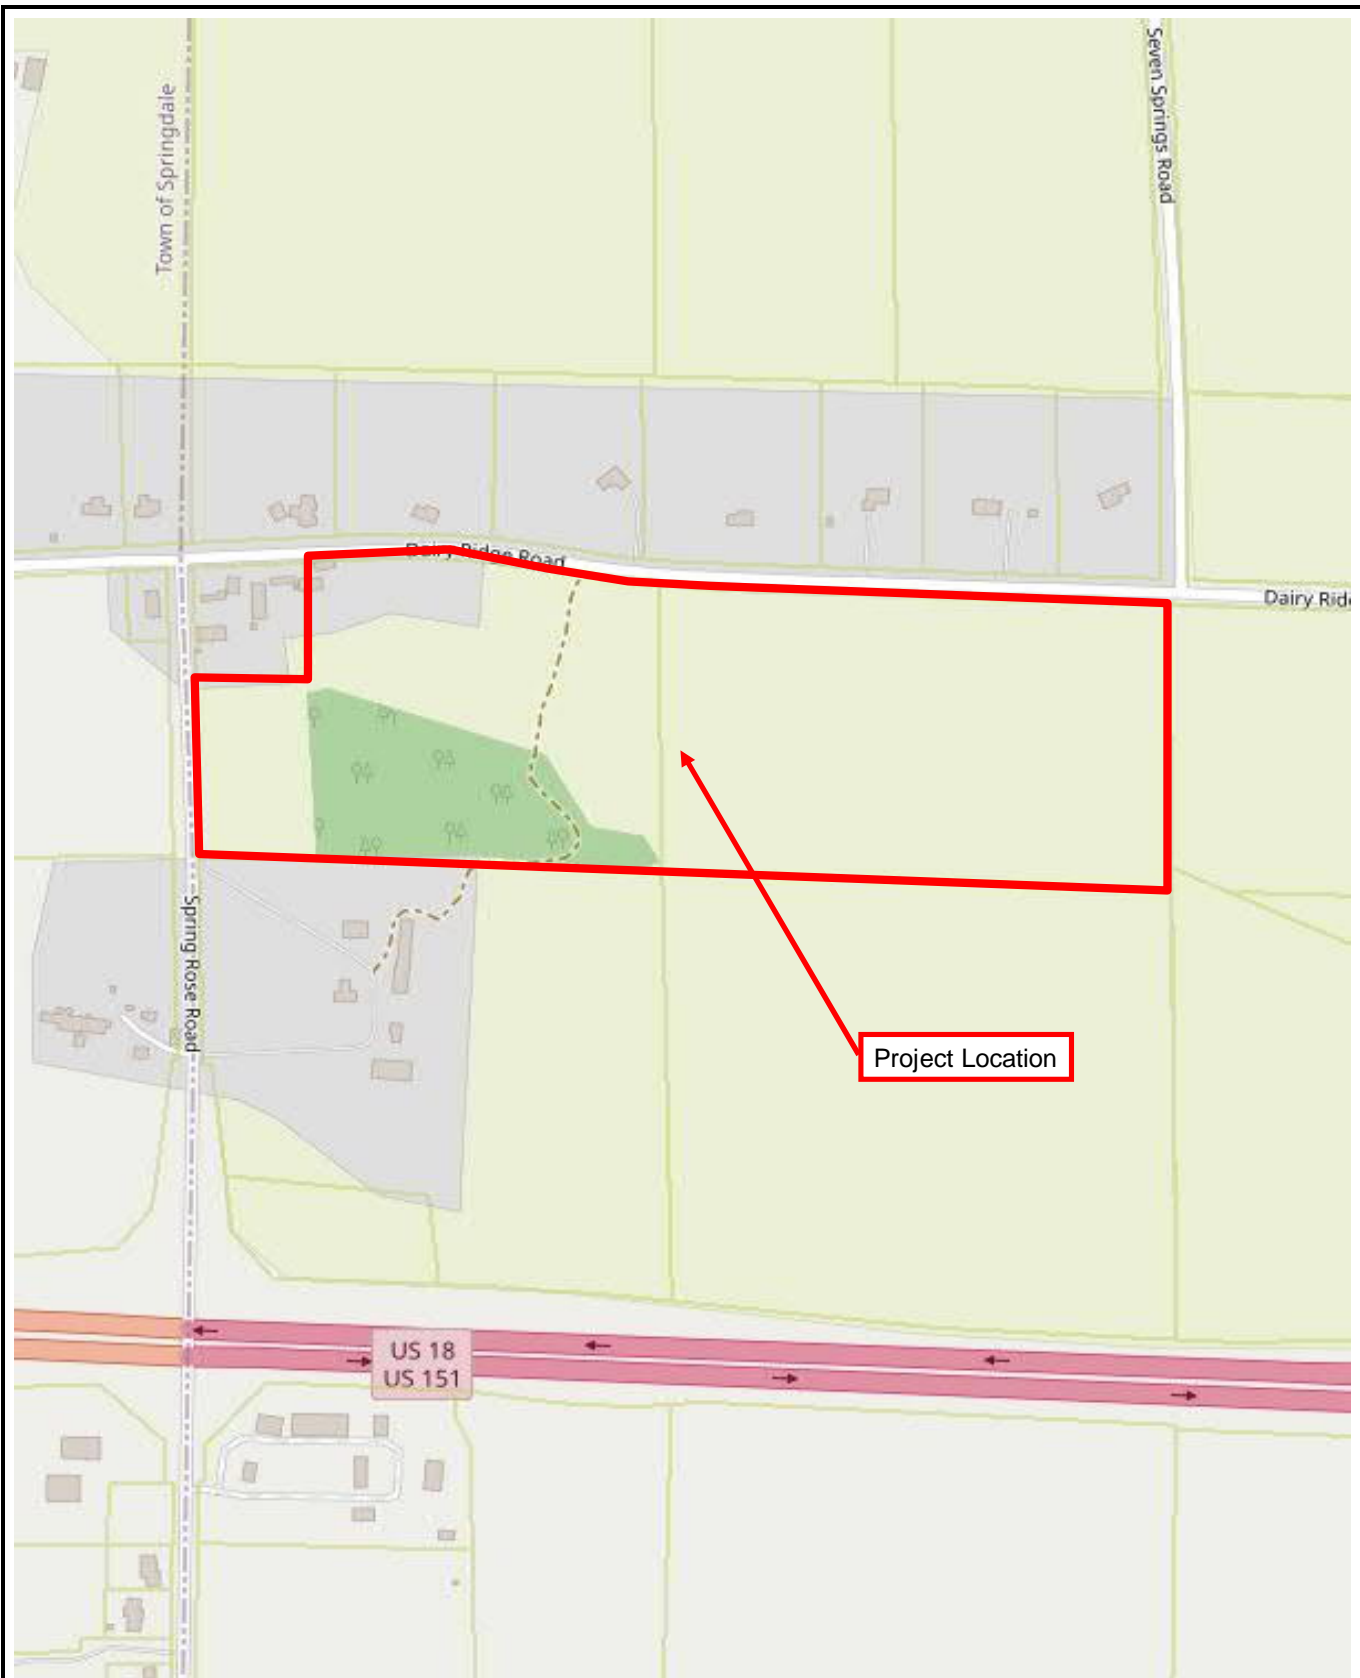 Seven Springs Road
Town of Springdale
Dairy Ridge Road
Dairy Ride
Spring Rose Road
Project Location
US 18
US 151